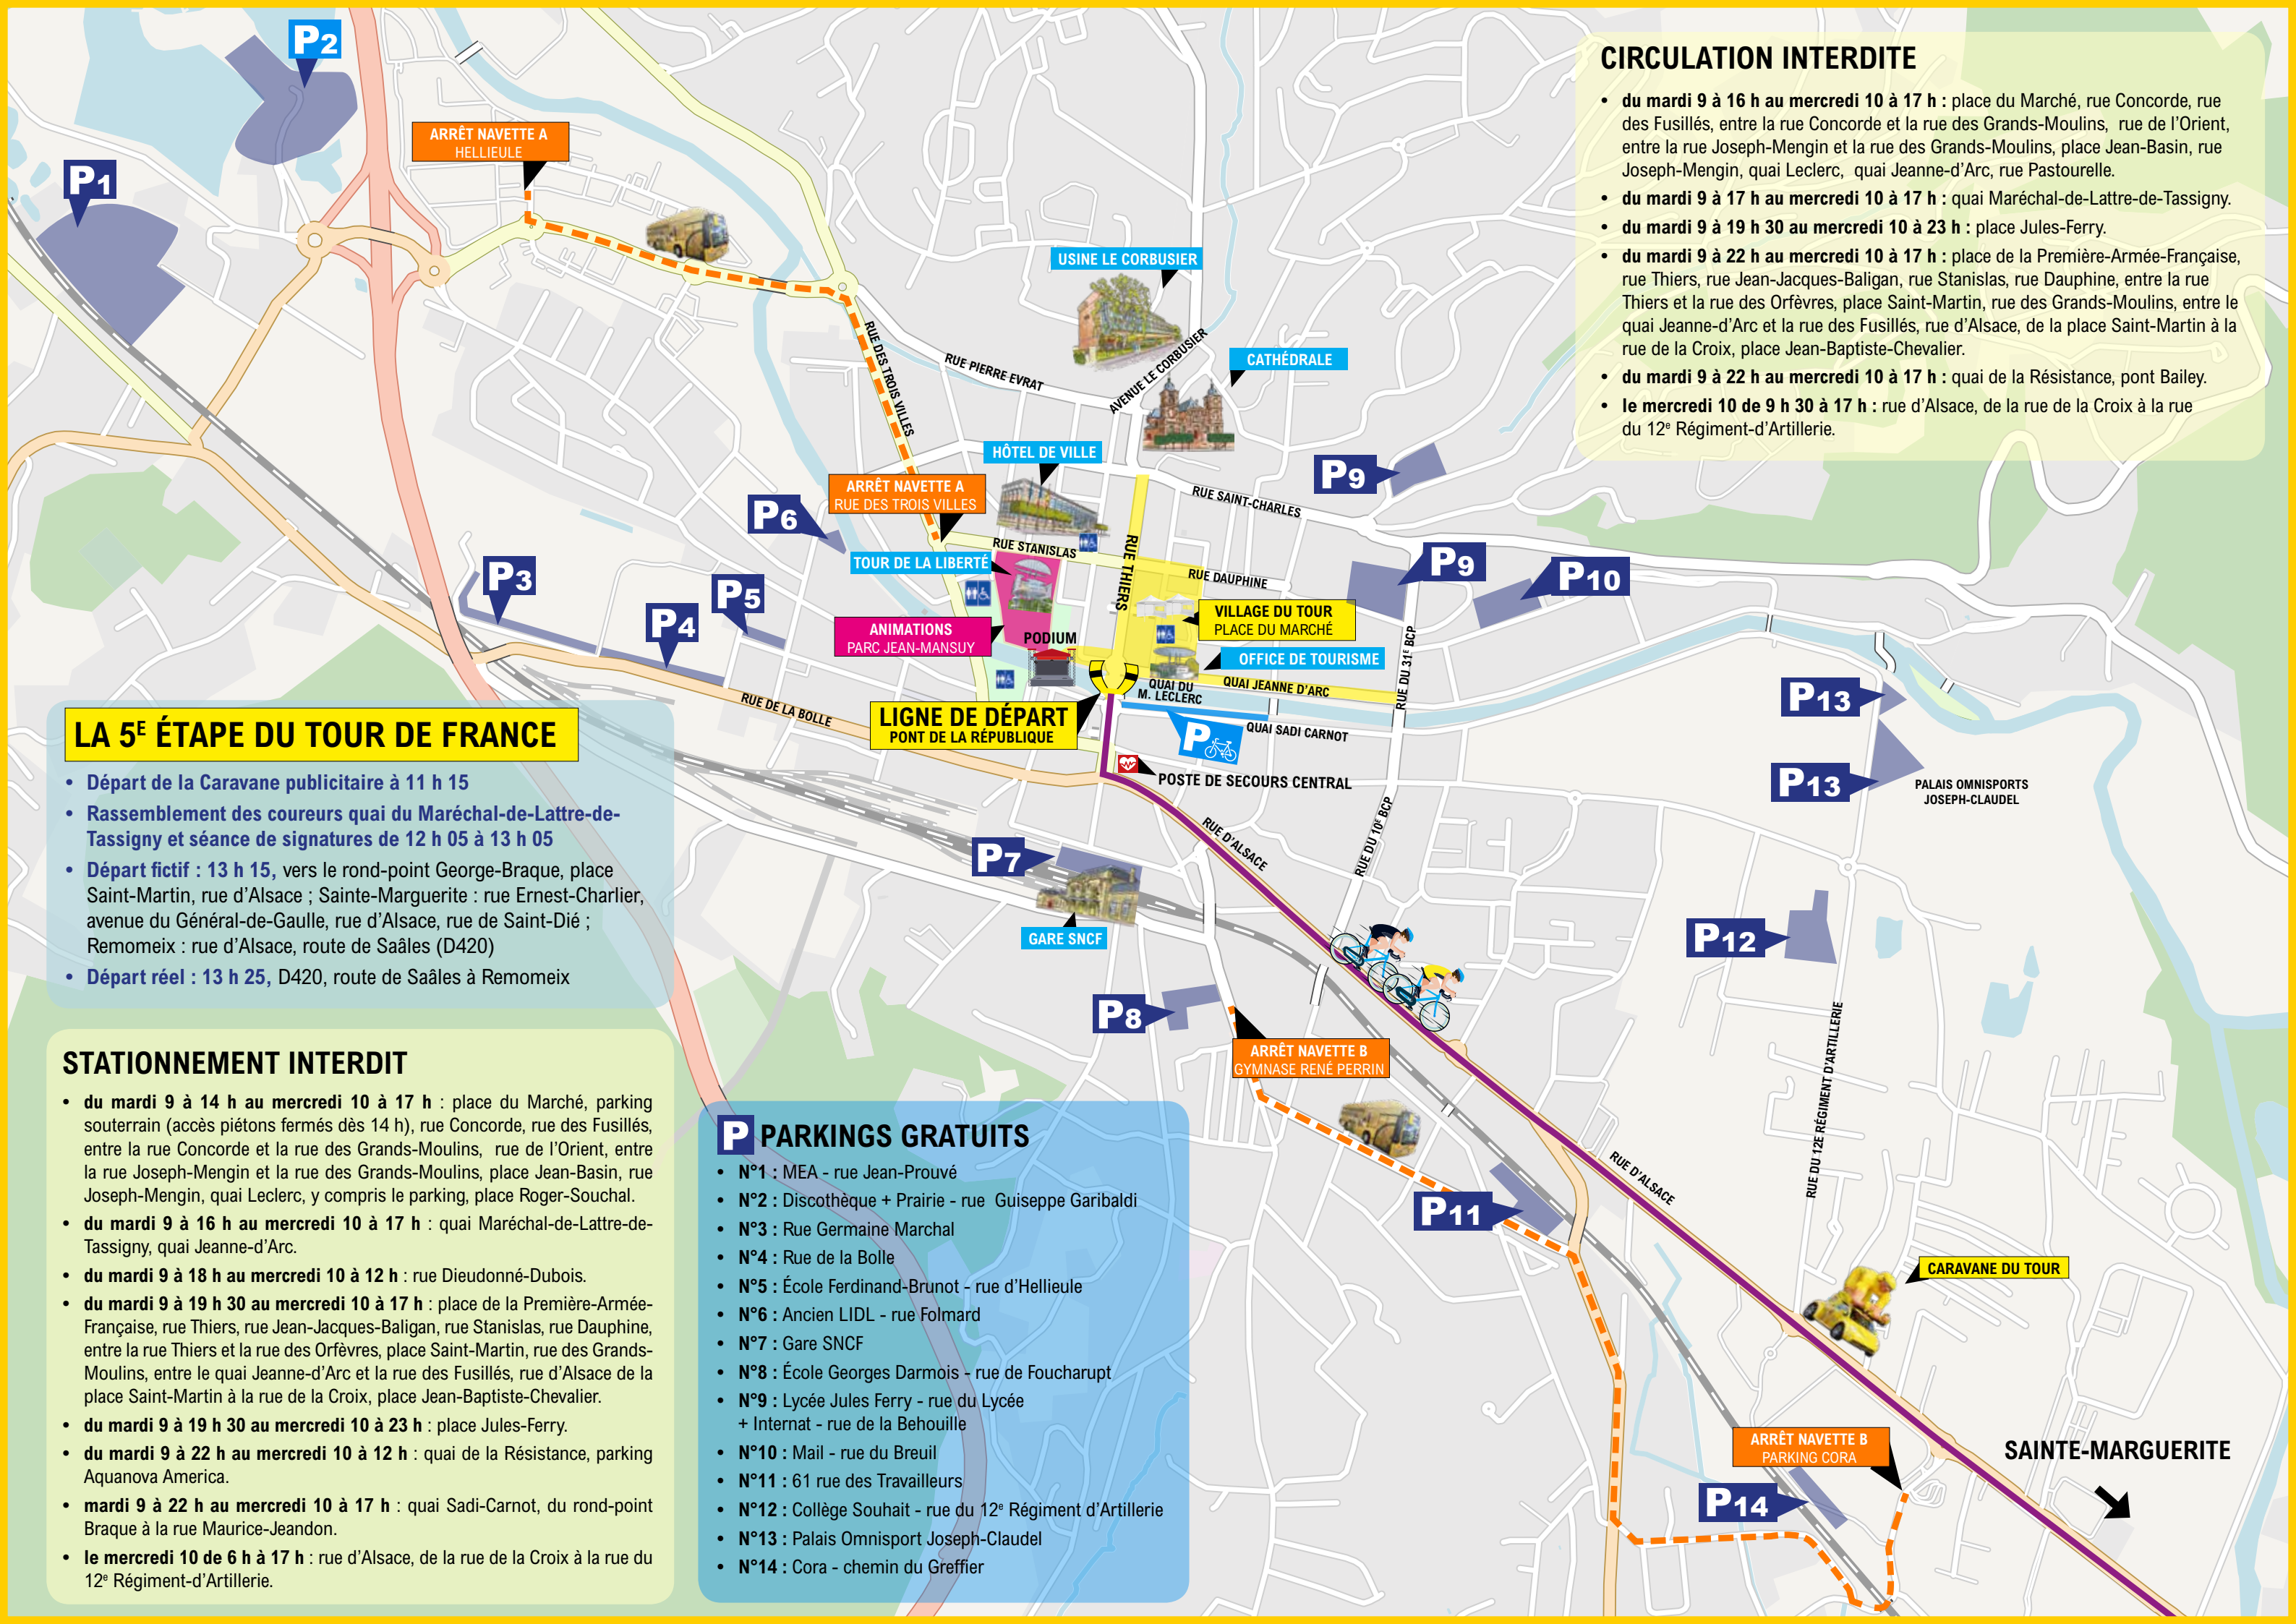 P2
P1
ARRÊT NAVETTE A
HELLIEULE
USINE LE CORBUSIER
CATHÉDRALE
RUE DES TROIS VILLES
RUE PIERRE EVRAT
AVENUE LE CORBUSIER
HÔTEL DE VILLE
ARRÊT NAVETTE A
RUE DES TROIS VILLES
P9
P6
RUE SAINT-CHARLES
RUE STANISLAS
RUE THIERS
TOUR DE LA LIBERTÉ
RUE DAUPHINE
P9
P10
P3
P5
P4
VILLAGE DU TOUR
PLACE DU MARCHÉ
ANIMATIONS
PARC JEAN-MANSUY
PODIUM
OFFICE DE TOURISME
RUE DU 31E BCP
QUAI DU
M. LECLERC
QUAI JEANNE D'ARC
P13
RUE DE LA BOLLE
LIGNE DE DÉPART
PONT DE LA RÉPUBLIQUE
P
QUAI SADI CARNOT
POSTE DE SECOURS CENTRAL
P13
PALAIS OMNISPORTS
JOSEPH-CLAUDEL
RUE D'ALSACE
RUE DU 10E BCP
P7
GARE SNCF
P12
P8
ARRÊT NAVETTE B
GYMNASE RENÉ PERRIN
RUE DU 12E RÉGIMENT D'ARTILLERIE
RUE D'ALSACE
P11
CARAVANE DU TOUR
ARRÊT NAVETTE B
PARKING CORA
P14
SAINTE-MARGUERITE
CIRCULATION INTERDITE
• du mardi 9 à 16 h au mercredi 10 à 17 h : place du Marché, rue Concorde, rue
des Fusillés, entre la rue Concorde et la rue des Grands-Moulins, rue de l'Orient,
entre la rue Joseph-Mengin et la rue des Grands-Moulins, place Jean-Basin, rue
Joseph-Mengin, quai Leclerc, quai Jeanne-d'Arc, rue Pastourelle.
• du mardi 9 à 17 h au mercredi 10 à 17 h : quai Maréchal-de-Lattre-de-Tassigny.
• du mardi 9 à 19 h 30 au mercredi 10 à 23 h : place Jules-Ferry.
• du mardi 9 à 22 h au mercredi 10 à 17 h : place de la Première-Armée-Française,
rue Thiers, rue Jean-Jacques-Baligan, rue Stanislas, rue Dauphine, entre la rue
Thiers et la rue des Orfèvres, place Saint-Martin, rue des Grands-Moulins, entre le
quai Jeanne-d'Arc et la rue des Fusillés, rue d'Alsace, de la place Saint-Martin à la
rue de la Croix, place Jean-Baptiste-Chevalier.
• du mardi 9 à 22 h au mercredi 10 à 17 h : quai de la Résistance, pont Bailey.
• le mercredi 10 de 9 h 30 à 17 h : rue d'Alsace, de la rue de la Croix à la rue
du 12e Régiment-d'Artillerie.
LA 5E ÉTAPE DU TOUR DE FRANCE
• Départ de la Caravane publicitaire à 11 h 15
• Rassemblement des coureurs quai du Maréchal-de-Lattre-de-
Tassigny et séance de signatures de 12 h 05 à 13 h 05
• Départ fictif : 13 h 15, vers le rond-point George-Braque, place
Saint-Martin, rue d'Alsace ; Sainte-Marguerite : rue Ernest-Charlier,
avenue du Général-de-Gaulle, rue d'Alsace, rue de Saint-Dié ;
Remomeix : rue d'Alsace, route de Saâles (D420)
• Départ réel : 13 h 25, D420, route de Saâles à Remomeix
STATIONNEMENT INTERDIT
• du mardi 9 à 14 h au mercredi 10 à 17 h : place du Marché, parking
souterrain (accès piétons fermés dès 14 h), rue Concorde, rue des Fusillés,
entre la rue Concorde et la rue des Grands-Moulins, rue de l'Orient, entre
la rue Joseph-Mengin et la rue des Grands-Moulins, place Jean-Basin, rue
Joseph-Mengin, quai Leclerc, y compris le parking, place Roger-Souchal.
• du mardi 9 à 16 h au mercredi 10 à 17 h : quai Maréchal-de-Lattre-de-
Tassigny, quai Jeanne-d'Arc.
• du mardi 9 à 18 h au mercredi 10 à 12 h : rue Dieudonné-Dubois.
• du mardi 9 à 19 h 30 au mercredi 10 à 17 h : place de la Première-Armée-
Française, rue Thiers, rue Jean-Jacques-Baligan, rue Stanislas, rue Dauphine,
entre la rue Thiers et la rue des Orfèvres, place Saint-Martin, rue des Grands-
Moulins, entre le quai Jeanne-d'Arc et la rue des Fusillés, rue d'Alsace de la
place Saint-Martin à la rue de la Croix, place Jean-Baptiste-Chevalier.
• du mardi 9 à 19 h 30 au mercredi 10 à 23 h : place Jules-Ferry.
• du mardi 9 à 22 h au mercredi 10 à 12 h : quai de la Résistance, parking
Aquanova America.
• mardi 9 à 22 h au mercredi 10 à 17 h : quai Sadi-Carnot, du rond-point
Braque à la rue Maurice-Jeandon.
• le mercredi 10 de 6 h à 17 h : rue d'Alsace, de la rue de la Croix à la rue du
12e Régiment-d'Artillerie.
P PARKINGS GRATUITS
• N°1 : MEA - rue Jean-Prouvé
• N°2 : Discothèque + Prairie - rue Guiseppe Garibaldi
• N°3 : Rue Germaine Marchal
• N°4 : Rue de la Bolle
• N°5 : École Ferdinand-Brunot - rue d'Hellieule
• N°6 : Ancien LIDL - rue Folmard
• N°7 : Gare SNCF
• N°8 : École Georges Darmois - rue de Foucharupt
• N°9 : Lycée Jules Ferry - rue du Lycée
+ Internat - rue de la Behouille
• N°10 : Mail - rue du Breuil
• N°11 : 61 rue des Travailleurs
• N°12 : Collège Souhait - rue du 12e Régiment d'Artillerie
• N°13 : Palais Omnisport Joseph-Claudel
• N°14 : Cora - chemin du Greffier